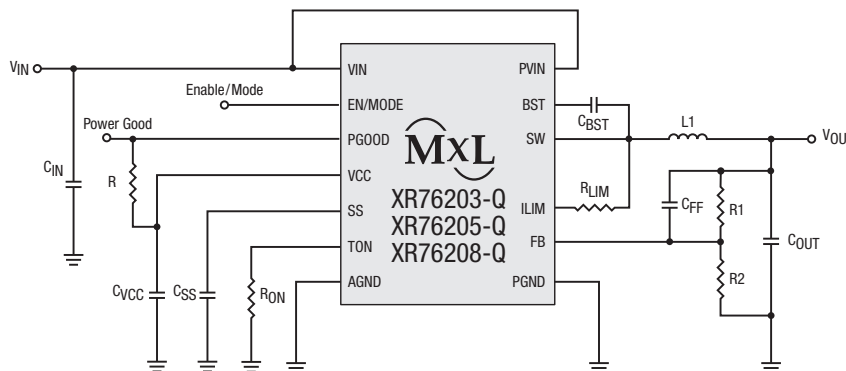 VIN
Enable/Mode
Power Good
CIN
R
CVCC
CSS
RON
VIN
EN/MODE
PGOOD
VCC
SS
TON
AGND
MxL
XR76203-Q
XR76205-Q
XR76208-Q
PVIN
BST
SW
ILIM
FB
PGND
CBST
L1
VOU
RLIM
CFF
R1
R2
COUT